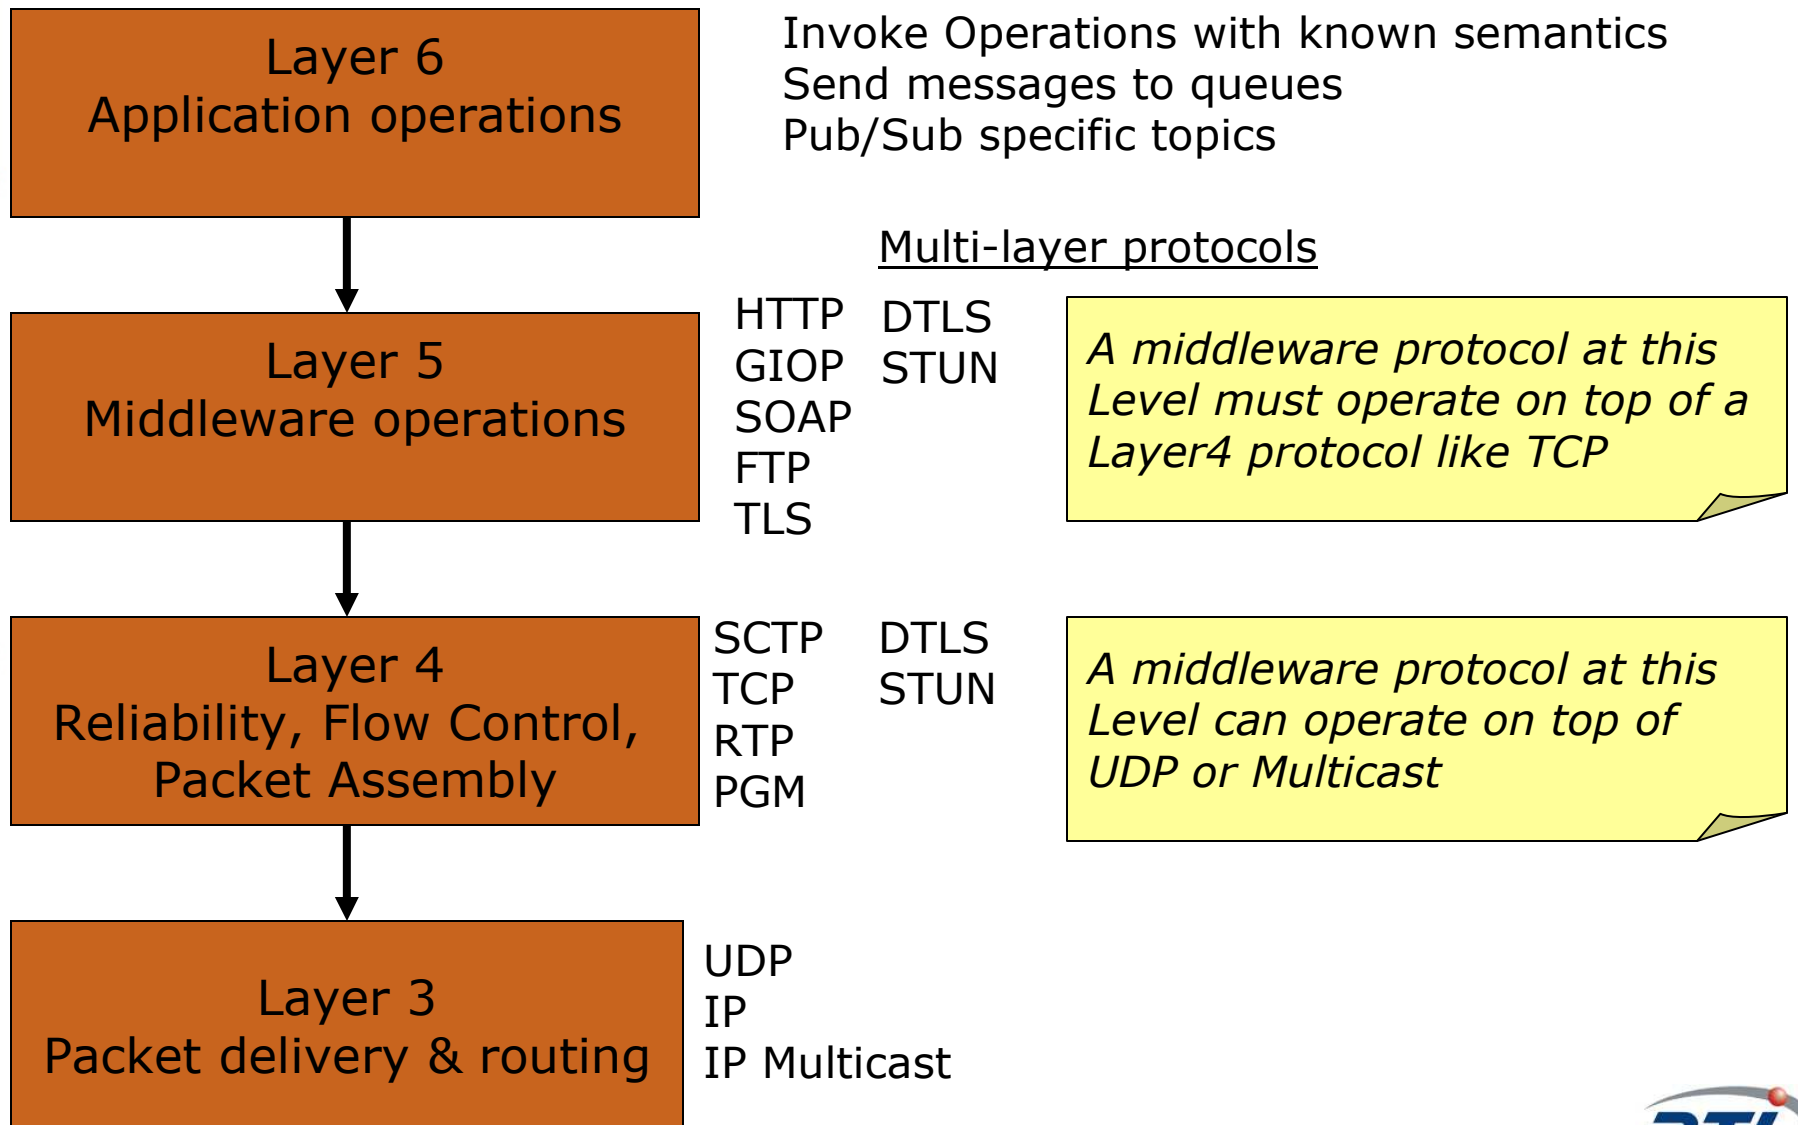 Layer 6
Application operations
Invoke Operations with known semantics
Send messages to queues
Pub/Sub specific topics
Multi-layer protocols
Layer 5
Middleware operations
HTTP
GIOP
SOAP
FTP
TLS
DTLS
STUN
A middleware protocol at this
Level must operate on top of a
Layer4 protocol like TCP
Layer 4
Reliability, Flow Control,
Packet Assembly
SCTP
TCP
RTP
PGM
DTLS
STUN
A middleware protocol at this
Level can operate on top of
UDP or Multicast
Layer 3
Packet delivery & routing
UDP
IP
IP Multicast